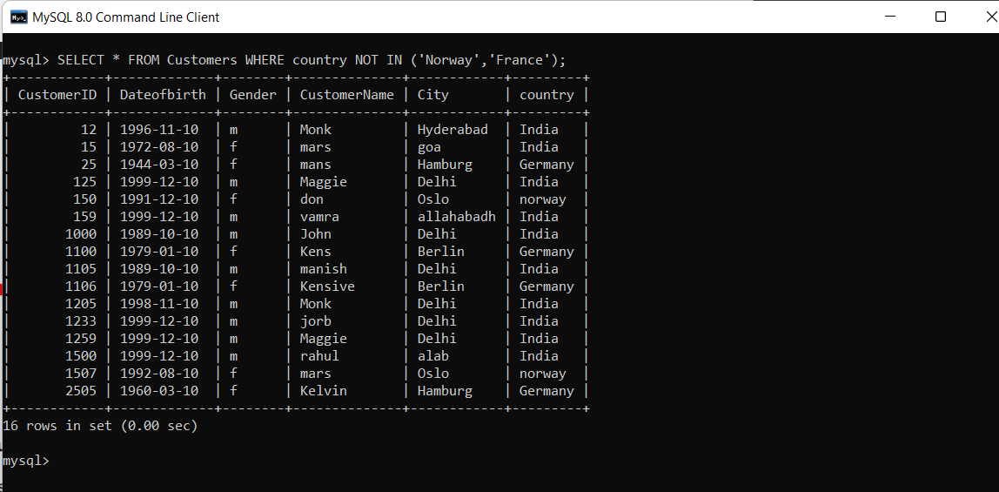 MySQL 8.0 Command Line Client
mysql> SELECT * FROM Customers WHERE country NOT IN ('Norway','France');
+------------+-------------+--------+--------------+------------+---------+
| CustomerID | Dateofbirth | Gender | CustomerName | City       | country |
+------------+-------------+--------+--------------+------------+---------+
|         12 | 1996-11-10  | m      | Monk         | Hyderabad  | India   |
|         15 | 1972-08-10  | f      | mars         | goa        | India   |
|         25 | 1944-03-10  | f      | mans         | Hamburg    | Germany |
|        125 | 1999-12-10  | m      | Maggie       | Delhi      | India   |
|        150 | 1991-12-10  | f      | don          | Oslo       | norway  |
|        159 | 1999-12-10  | m      | vamra        | allahabadh | India   |
|       1000 | 1989-10-10  | m      | John         | Delhi      | India   |
|       1100 | 1979-01-10  | f      | Kens         | Berlin     | Germany |
|       1105 | 1989-10-10  | m      | manish       | Delhi      | India   |
|       1106 | 1979-01-10  | f      | Kensive      | Berlin     | Germany |
|       1205 | 1998-11-10  | m      | Monk         | Delhi      | India   |
|       1233 | 1999-12-10  | m      | jorb         | Delhi      | India   |
|       1259 | 1999-12-10  | m      | Maggie       | Delhi      | India   |
|       1500 | 1999-12-10  | m      | rahul        | alab       | India   |
|       1507 | 1992-08-10  | f      | mars         | Oslo       | norway  |
|       2505 | 1960-03-10  | f      | Kelvin       | Hamburg    | Germany |
+------------+-------------+--------+--------------+------------+---------+
16 rows in set (0.00 sec)
mysql>